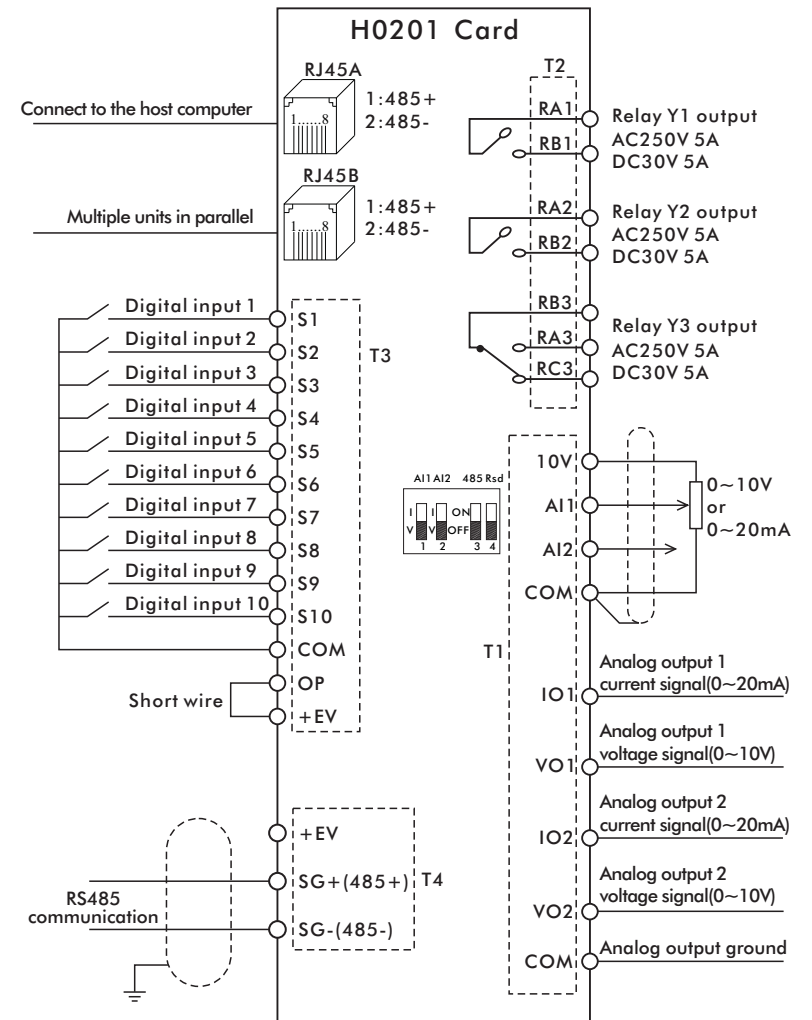 H0201 Card
RJ45A
Connect to the host computer
1.....8
1:485+
2:485-
RJ45B
Multiple units in parallel
1.....8
1:485+
2:485-
T2
RA1
RB1
Relay Y1 output
AC250V 5A
DC30V 5A
RA2
RB2
Relay Y2 output
AC250V 5A
DC30V 5A
RB3
RA3
RC3
Relay Y3 output
AC250V 5A
DC30V 5A
Digital input 1
S1
Digital input 2
S2
Digital input 3
S3
Digital input 4
S4
Digital input 5
S5
Digital input 6
S6
Digital input 7
S7
Digital input 8
S8
Digital input 9
S9
Digital input 10
S10
COM
OP
Short wire
+EV
T3
AI1 AI2 485 Rsd
I I ON
V V OFF
1 2 3 4
10V
AI1
AI2
COM
0~10V
or
0~20mA
T1
Analog output 1
current signal(0~20mA)
IO1
Analog output 1
voltage signal(0~10V)
VO1
Analog output 2
current signal(0~20mA)
IO2
Analog output 2
voltage signal(0~10V)
VO2
COM
Analog output ground
+EV
SG+(485+)
T4
RS485
communication
SG-(485-)